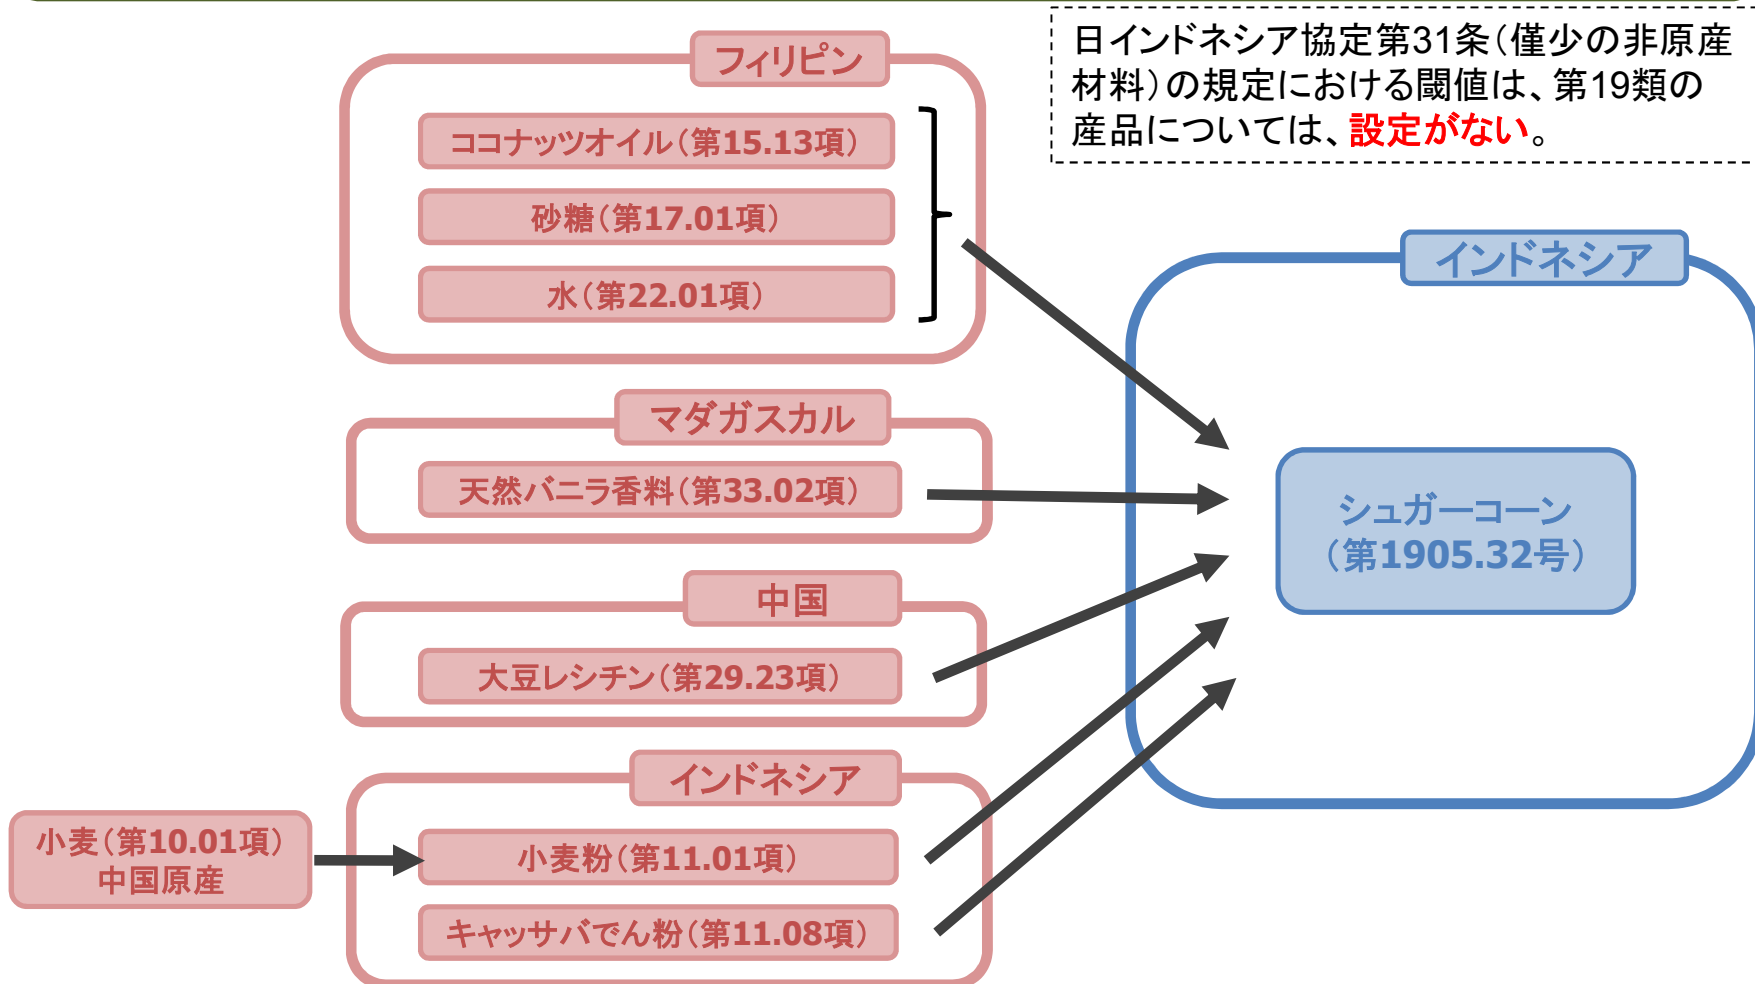 日インドネシア協定第31条（僅少の非原産
材料）の規定における閾値は、第19類の
産品については、設定がない。
フィリピン
ココナッツオイル（第15.13項）
砂糖（第17.01項）
水（第22.01項）
マダガスカル
天然バニラ香料（第33.02項）
中国
大豆レシチン（第29.23項）
インドネシア
小麦（第10.01項）
中国原産
小麦粉（第11.01項）
キャッサバでん粉（第11.08項）
インドネシア
シュガーコーン
（第1905.32号）